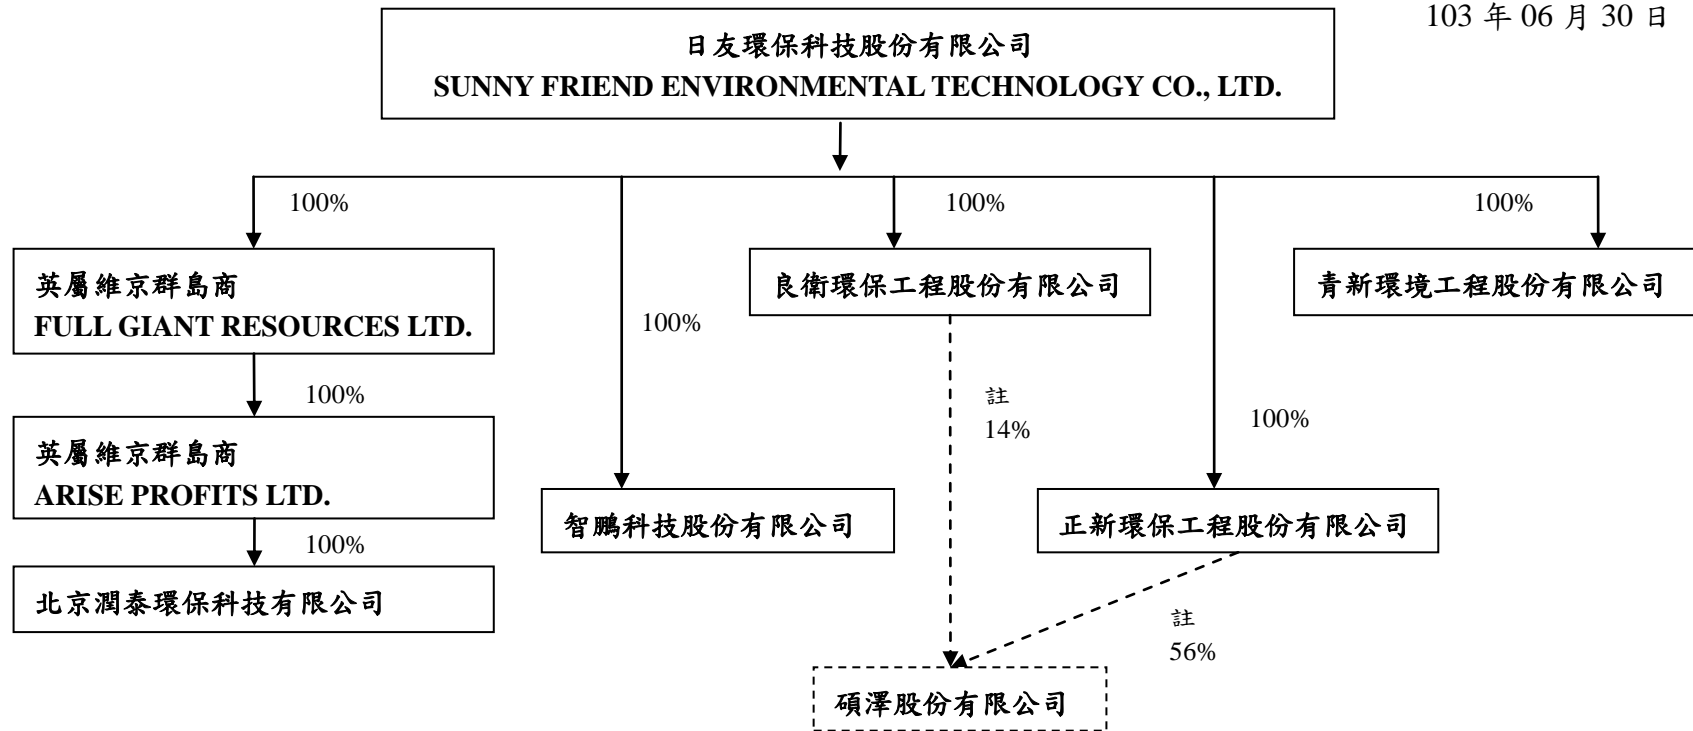 103 年 06 月 30 日
日友環保科技股份有限公司
SUNNY FRIEND ENVIRONMENTAL TECHNOLOGY CO., LTD.
100%
100%
100%
英屬維京群島商
FULL GIANT RESOURCES LTD.
良衛環保工程股份有限公司
青新環境工程股份有限公司
100%
100%
註
14%
100%
英屬維京群島商
ARISE PROFITS LTD.
智鵬科技股份有限公司
正新環保工程股份有限公司
100%
北京潤泰環保科技有限公司
註
56%
碩澤股份有限公司